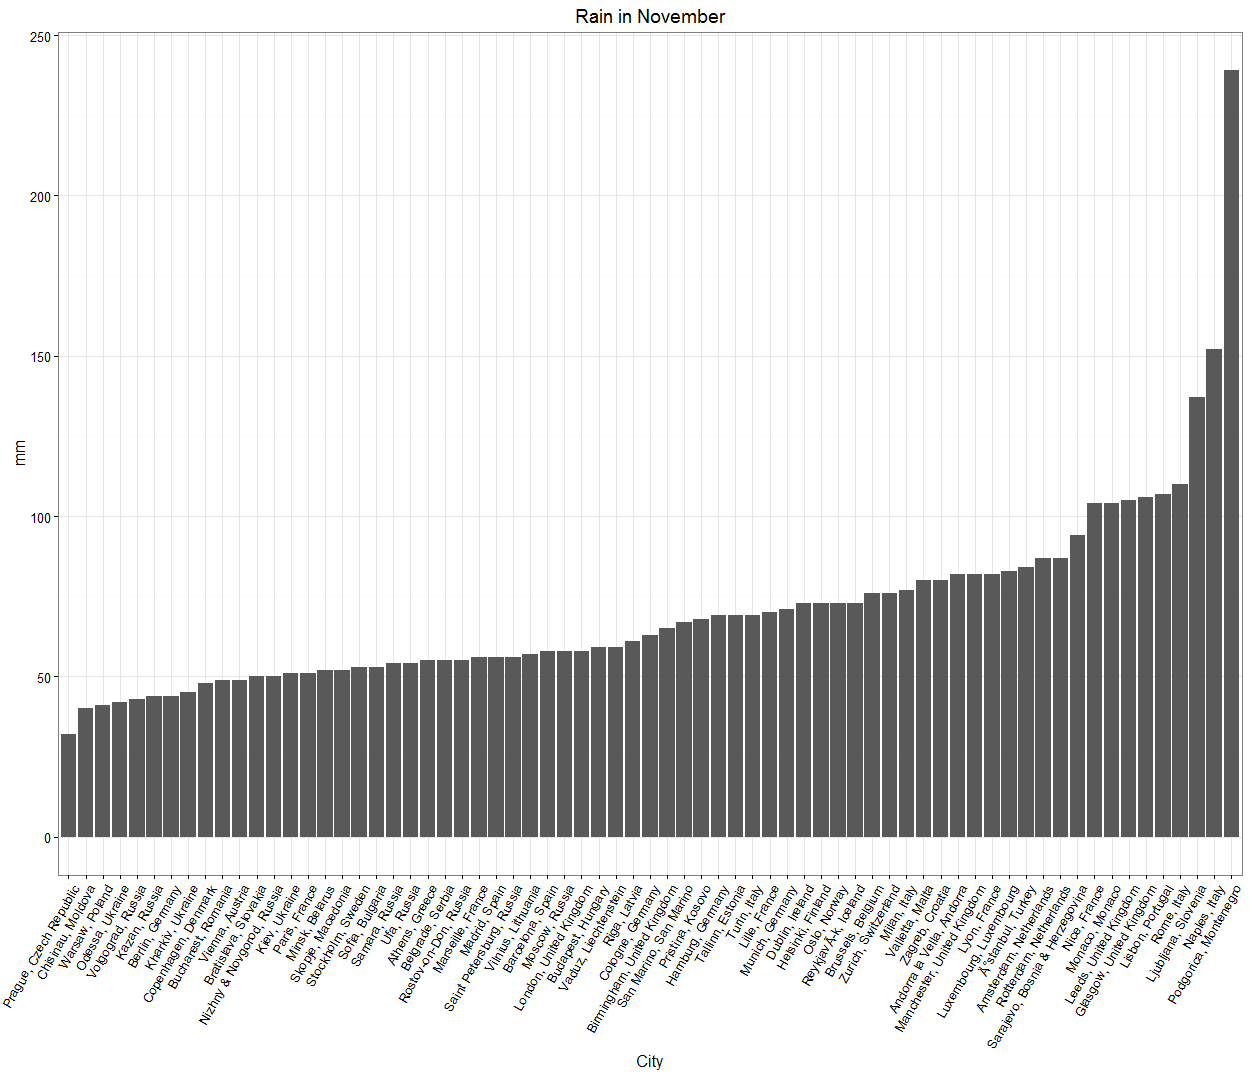 Rain in November
250
200
150
100
50
0
mm
Prague, Czech Republic
Chisinau, Moldova
Warsaw, Poland
Odessa, Ukraine
Volgograd, Russia
Kazan, Russia
Berlin, Germany
Kharkiv, Ukraine
Copenhagen, Denmark
Bucharest, Romania
Vienna, Austria
Bratislava, Slovakia
Nizhny & Novgorod, Russia
Kiev, Ukraine
Paris, France
Minsk, Belarus
Skopje, Macedonia
Stockholm, Sweden
Sofia, Bulgaria
Samara, Russia
Ufa, Russia
Athens, Greece
Belgrade, Serbia
Rostov-on-Don, Russia
Marseille, France
Madrid, Spain
Saint Petersburg, Russia
Vilnius, Lithuania
Barcelona, Spain
Moscow, Russia
London, United Kingdom
Budapest, Hungary
Vaduz, Liechtenstein
Riga, Latvia
Cologne, Germany
Birmingham, United Kingdom
San Marino, San Marino
Pristina, Kosovo
Hamburg, Germany
Tallinn, Estonia
Turin, Italy
Lille, France
Munich, Germany
Dublin, Ireland
Helsinki, Finland
Oslo, Norway
ReykjavÃ-k, Iceland
Brussels, Belgium
Zurich, Switzerland
Milan, Italy
Valletta, Malta
Zagreb, Croatia
Andorra la Vella, Andorra
Manchester, United Kingdom
Lyon, France
Luxembourg, Luxembourg
Ä°stanbul, Turkey
Amsterdam, Netherlands
Rotterdam, Netherlands
Sarajevo, Bosnia & Herzegovina
Nice, France
Monaco, Monaco
Leeds, United Kingdom
Glasgow, United Kingdom
Lisbon, Portugal
Rome, Italy
Ljubljana, Slovenia
Naples, Italy
Podgorica, Montenegro
City